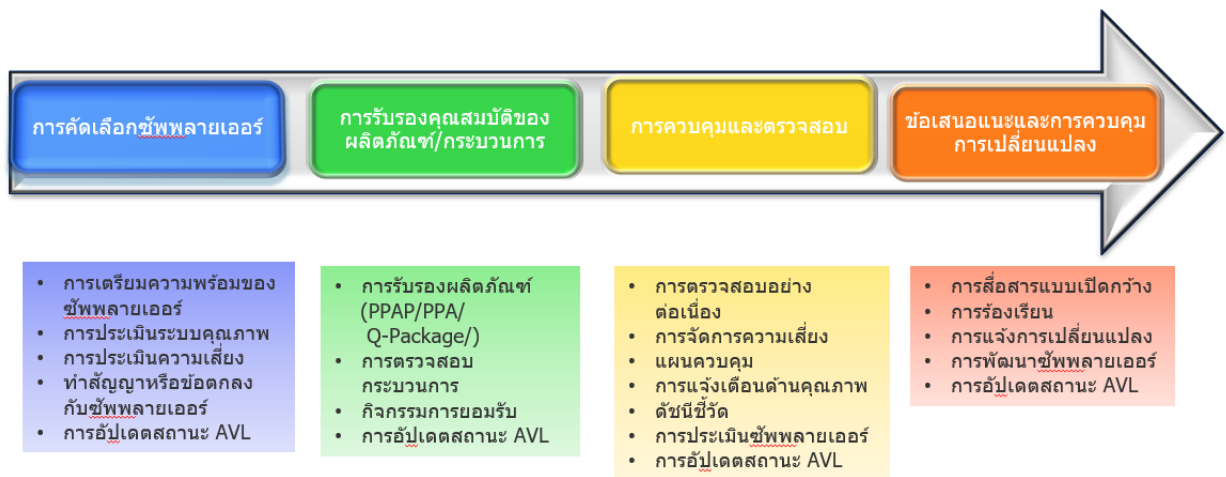 การคัดเลือกซัพพลายเออร์
การรับรองคุณสมบัติของ
ผลิตภัณฑ์/กระบวนการ
การควบคุมและตรวจสอบ
ข้อเสนอแนะและการควบคุม
การเปลี่ยนแปลง
• การเตรียมความพร้อมของ
ซัพพลายเออร์
• การประเมินระบบคุณภาพ
• การประเมินความเสี่ยง
• ทำสัญญาหรือข้อตกลง
กับซัพพลายเออร์
• การอัปเดตสถานะ AVL
• การรับรองผลิตภัณฑ์
(PPAP/PPA/
Q-Package/)
• การตรวจสอบ
กระบวนการ
• กิจกรรมการยอมรับ
• การอัปเดตสถานะ AVL
• การตรวจสอบอย่าง
ต่อเนื่อง
• การจัดการความเสี่ยง
• แผนควบคุม
• การแจ้งเตือนด้านคุณภาพ
• ดัชนีชี้วัด
• การประเมินซัพพลายเออร์
• การอัปเดตสถานะ AVL
• การสื่อสารแบบเปิดกว้าง
• การร้องเรียน
• การแจ้งการเปลี่ยนแปลง
• การพัฒนาซัพพลายเออร์
• การอัปเดตสถานะ AVL